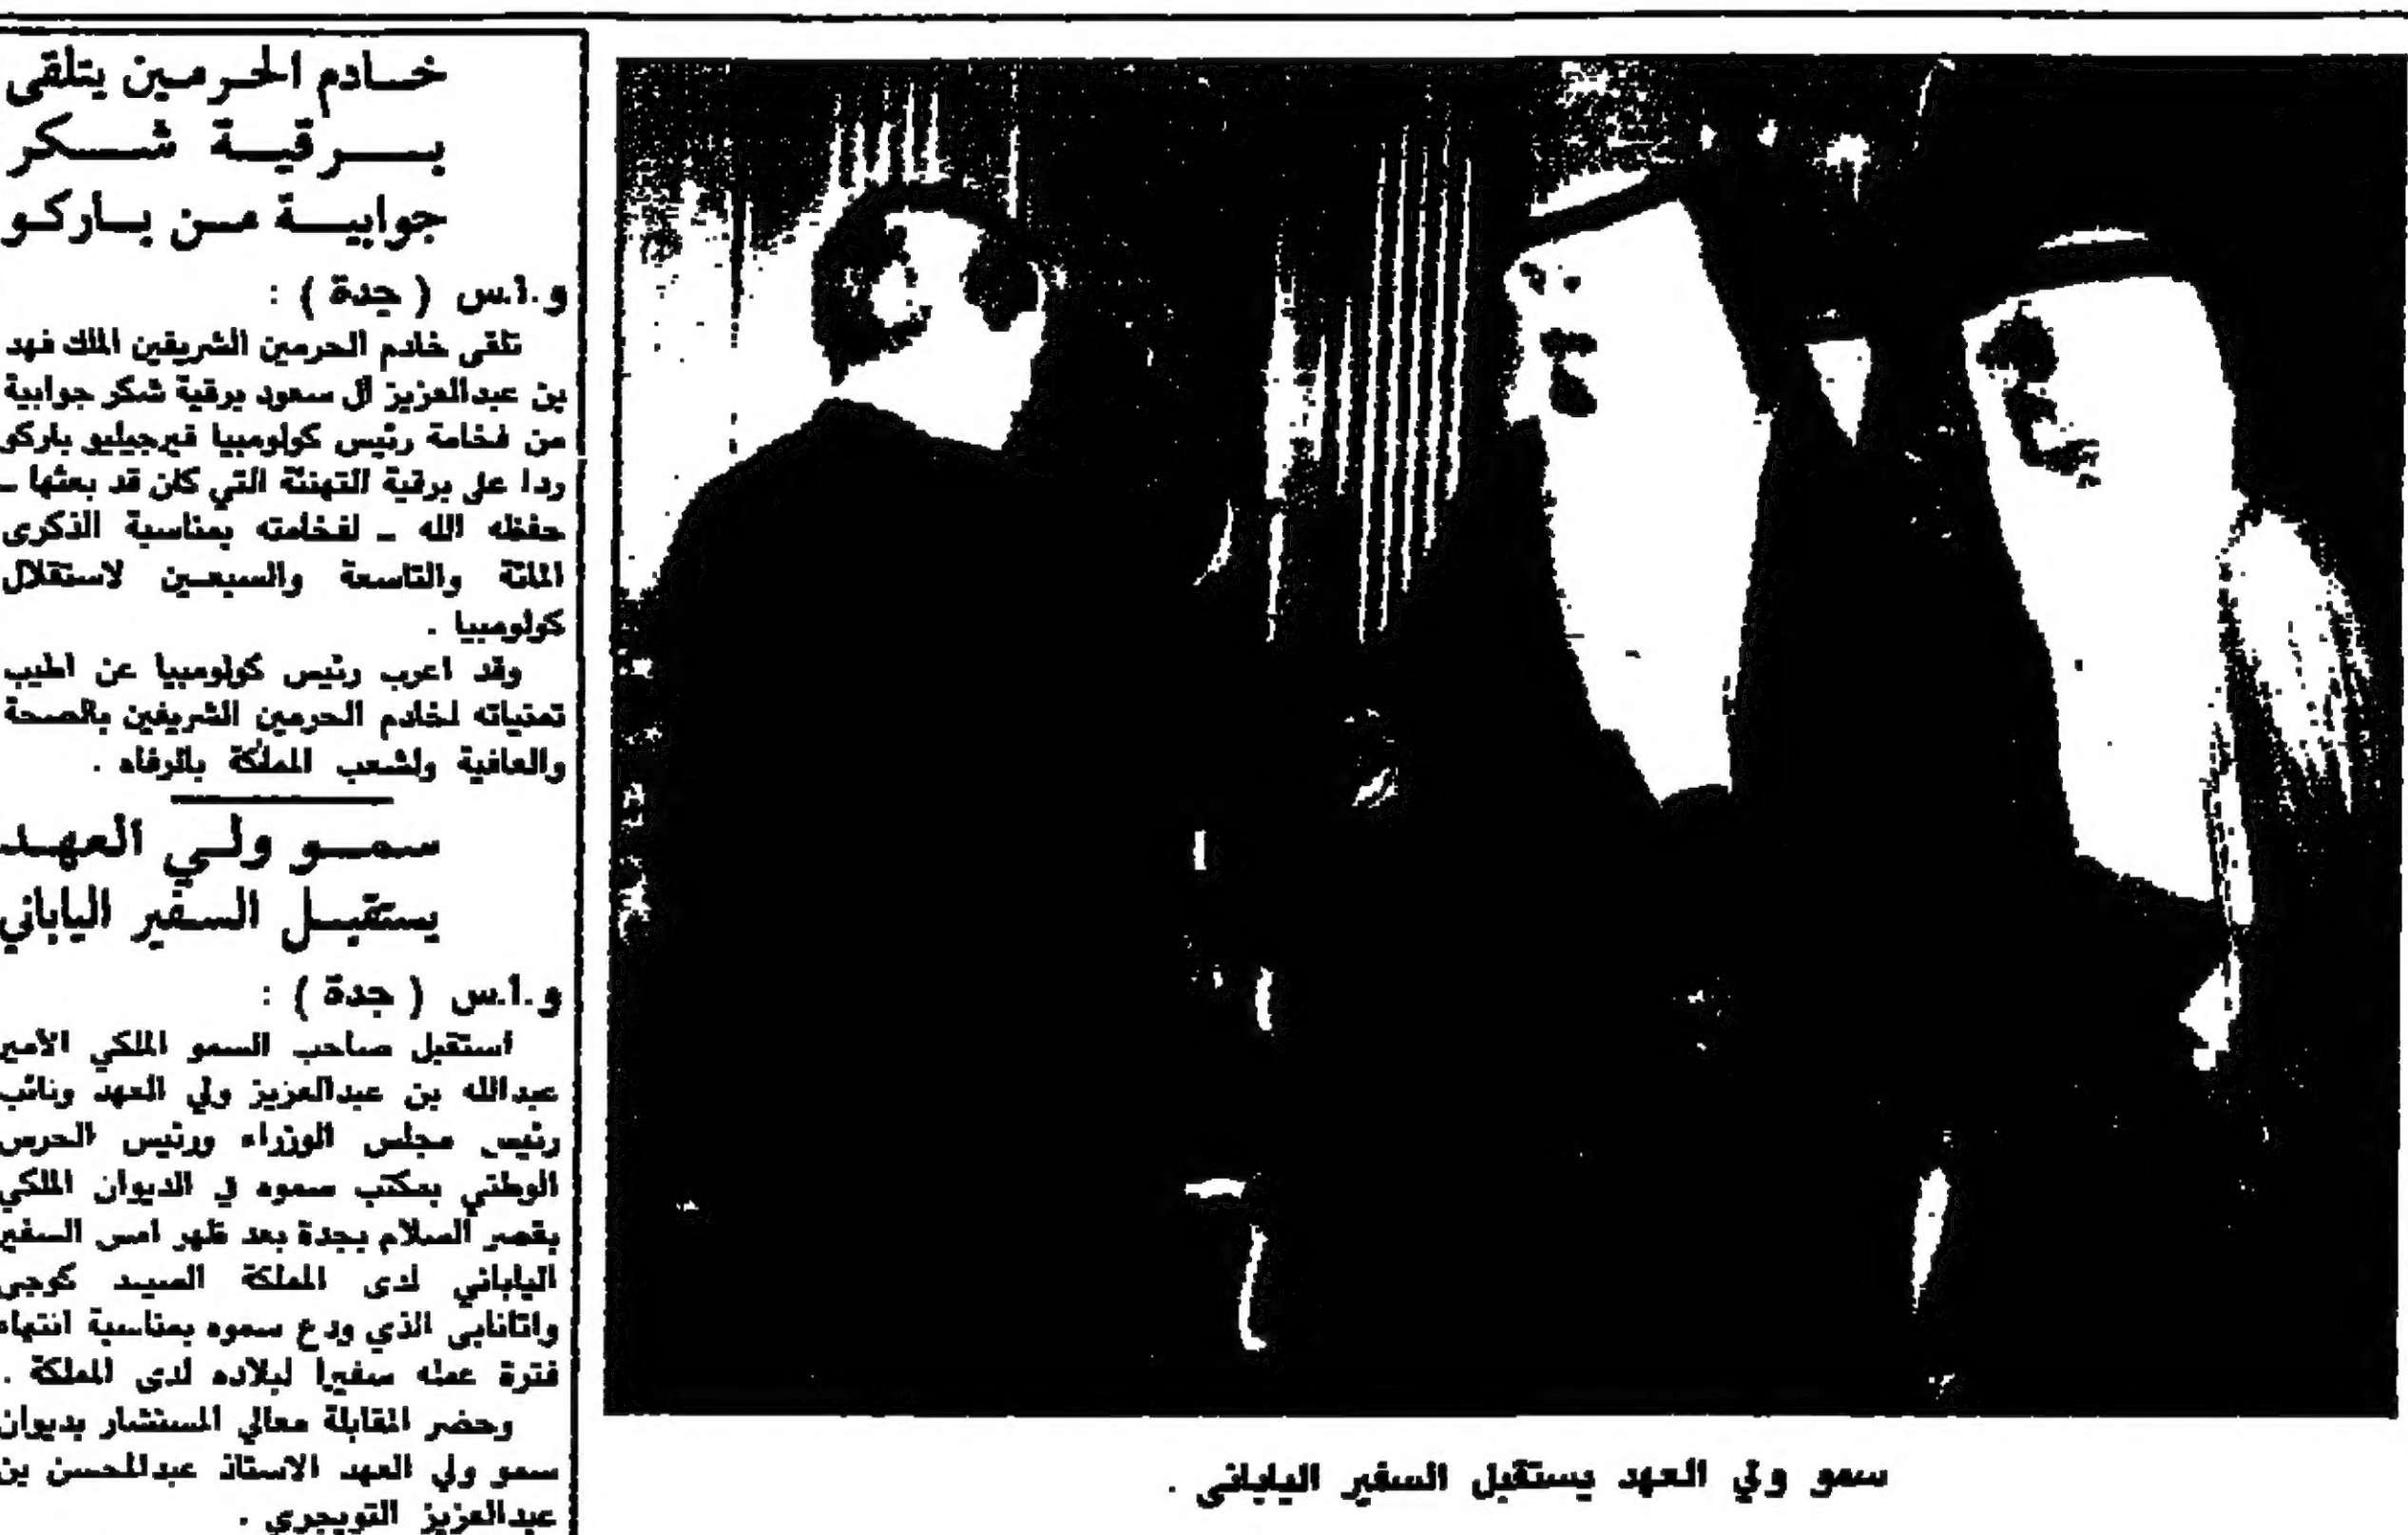 خادم الحرمين يتلقى
برقية شكر
جوابية من باركو
و.ا.س (جدة) :
تلقى خادم الحرمين الشريفين الملك فهد
بن عبدالعزيز آل سعود برقية شكر جوابية
من فخامة رئيس كولومبيا فيرجيليو باركو
ردا على برقية التهنئة التي كان قد بعثها ـ
حفظه الله ـ لفخامته بمناسبة الذكرى
المئة والتاسعة والسبعين لاستقلال
كولومبيا .
وقد اعرب رئيس كولومبيا عن اطيب
تمنياته لخادم الحرمين الشريفين بالصحة
والعافية ولشعب المملكة بالرفاه .
سمو ولي العهد
يستقبل السفير الياباني
و.ا.س (جدة) :
استقبل صاحب السمو الملكي الأمير
عبدالله بن عبدالعزيز ولي العهد ونائب
رئيس مجلس الوزراء ورئيس الحرس
الوطني بمكتب سموه في الديوان الملكي
بقصر السلام بجدة بعد ظهر امس السفير
الياباني لدى المملكة السيد كوجي
واتانابي الذي ودع سموه بمناسبة انتهاء
فترة عمله سفيرا لبلاده لدى المملكة .
وحضر المقابلة معالي المستشار بديوان
سمو ولي العهد الاستاذ عبدالمحسن بن
عبدالعزيز التويجري .
سمو ولي العهد يستقبل السفير الياباني .